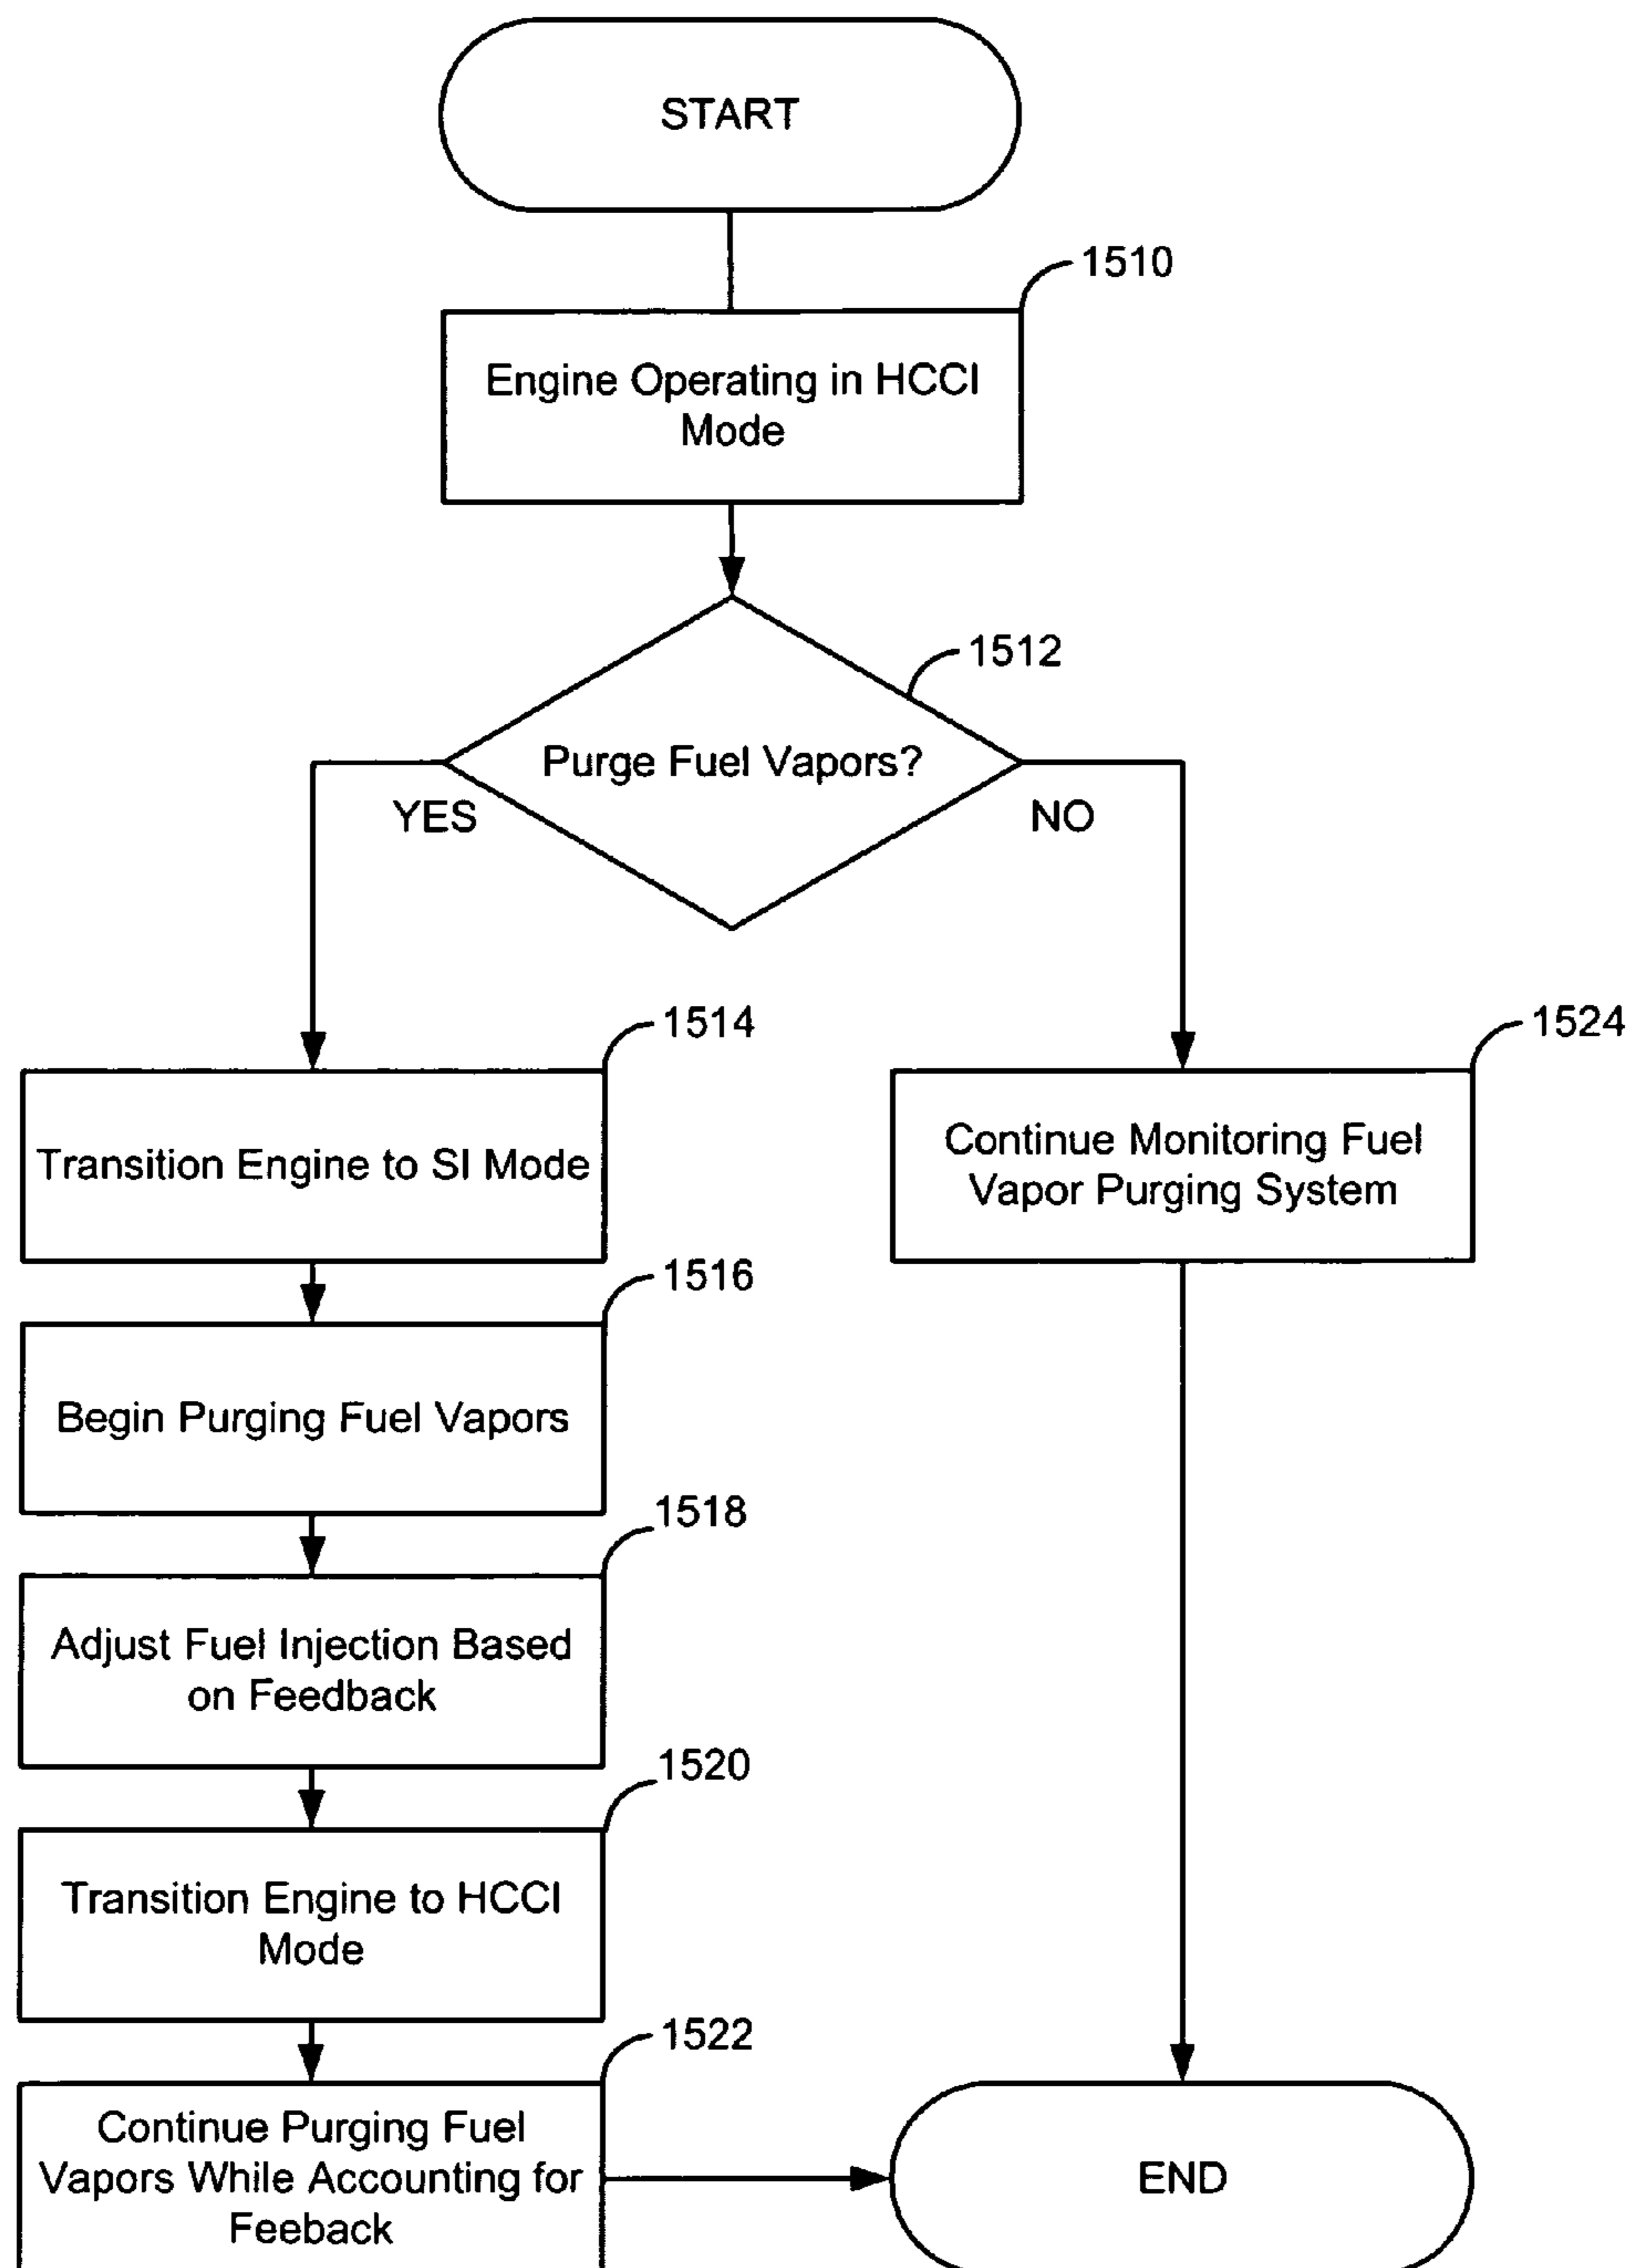 START
1510
Engine Operating in HCCI
Mode
1512
Purge Fuel Vapors?
YES
NO
1514
Transition Engine to SI Mode
1524
Continue Monitoring Fuel
Vapor Purging System
1516
Begin Purging Fuel Vapors
1518
Adjust Fuel Injection Based
on Feedback
1520
Transition Engine to HCCI
Mode
1522
Continue Purging Fuel
Vapors While Accounting for
Feeback
END